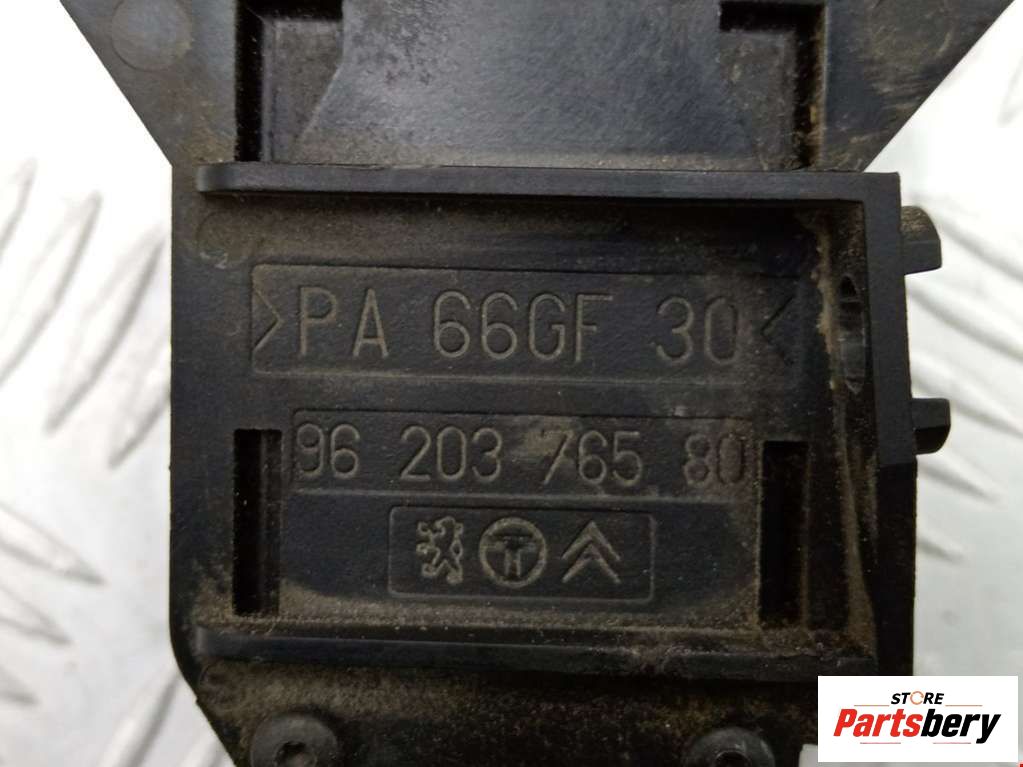 >PA 66GF 30<
96 203 765 80
STORE
Partsbery